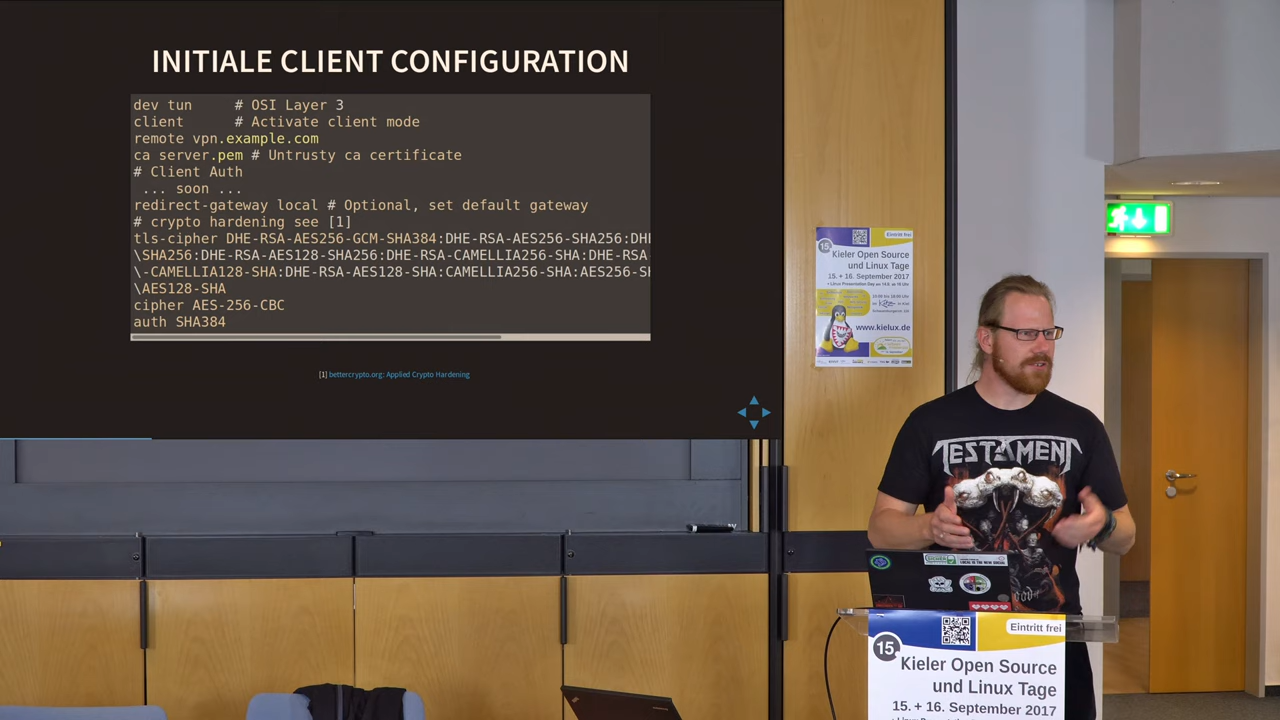 INITIALE CLIENT CONFIGURATION
dev tun     # OSI Layer 3
client      # Activate client mode
remote vpn.example.com
ca server.pem # Untrusty ca certificate
# Client Auth
 ... soon ...
redirect-gateway local # Optional, set default gateway
# crypto hardening see [1]
tls-cipher DHE-RSA-AES256-GCM-SHA384:DHE-RSA-AES256-SHA256:DHE
\SHA256:DHE-RSA-AES128-SHA256:DHE-RSA-CAMELLIA256-SHA:DHE-RSA
\-CAMELLIA128-SHA:DHE-RSA-AES128-SHA:CAMELLIA256-SHA:AES256-SH
\AES128-SHA
cipher AES-256-CBC
auth SHA384
[1] bettercrypto.org: Applied Crypto Hardening
Eintritt frei
15.
Kieler Open Source
und Linux Tage
15. + 16. September 2017
www.kielux.de
TESTAMENT
Eintritt frei
15.
Kieler Open Source
und Linux Tage
15. + 16. September 2017